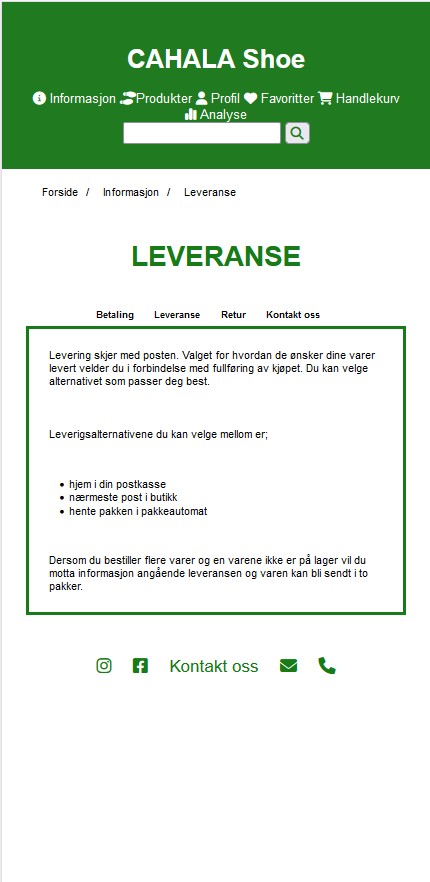 CAHALA Shoe
Informasjon Produkter Profil Favoritter Handlekurv
Analyse
Forside / Informasjon / Leveranse
LEVERANSE
Betaling Leveranse Retur Kontakt oss
Levering skjer med posten. Valget for hvordan de ønsker dine varer
levert velder du i forbindelse med fullføring av kjøpet. Du kan velge
alternativet som passer deg best.
Leverigsalternativene du kan velge mellom er;
• hjem i din postkasse
• nærmeste post i butikk
• hente pakken i pakkeautomat
Dersom du bestiller flere varer og en varene ikke er på lager vil du
motta informasjon angående leveransen og varen kan bli sendt i to
pakker.
Kontakt oss